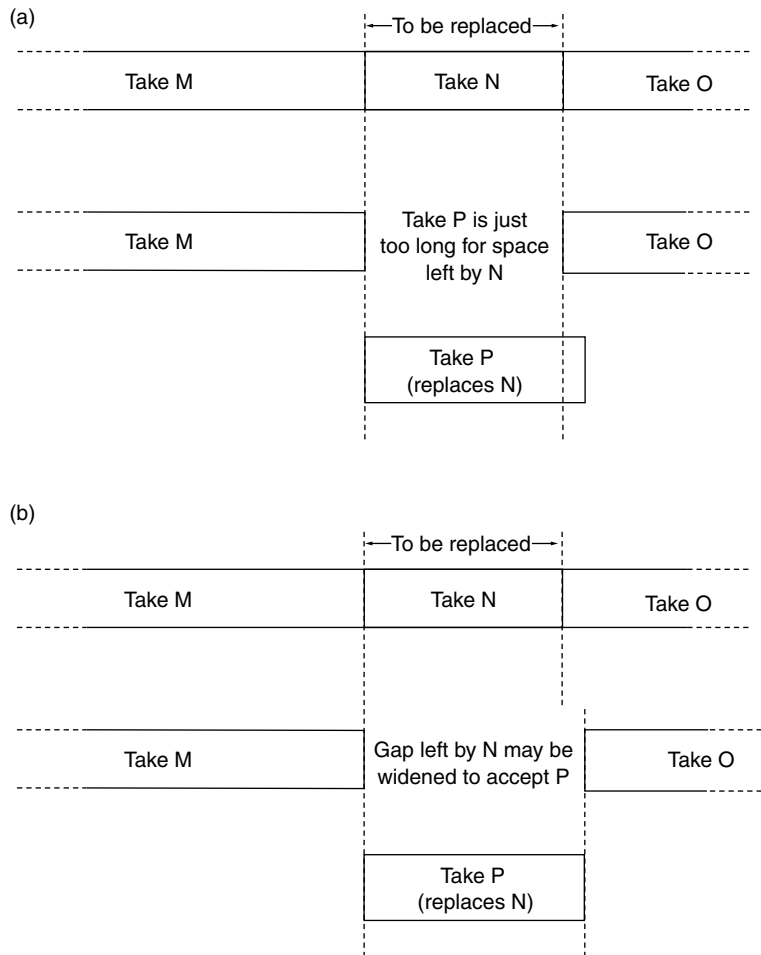 (a)
To be replaced
Take M
Take N
Take O
Take M
Take P is just
too long for space
left by N
Take O
Take P
(replaces N)
(b)
To be replaced
Take M
Take N
Take O
Take M
Gap left by N may be
widened to accept P
Take O
Take P
(replaces N)